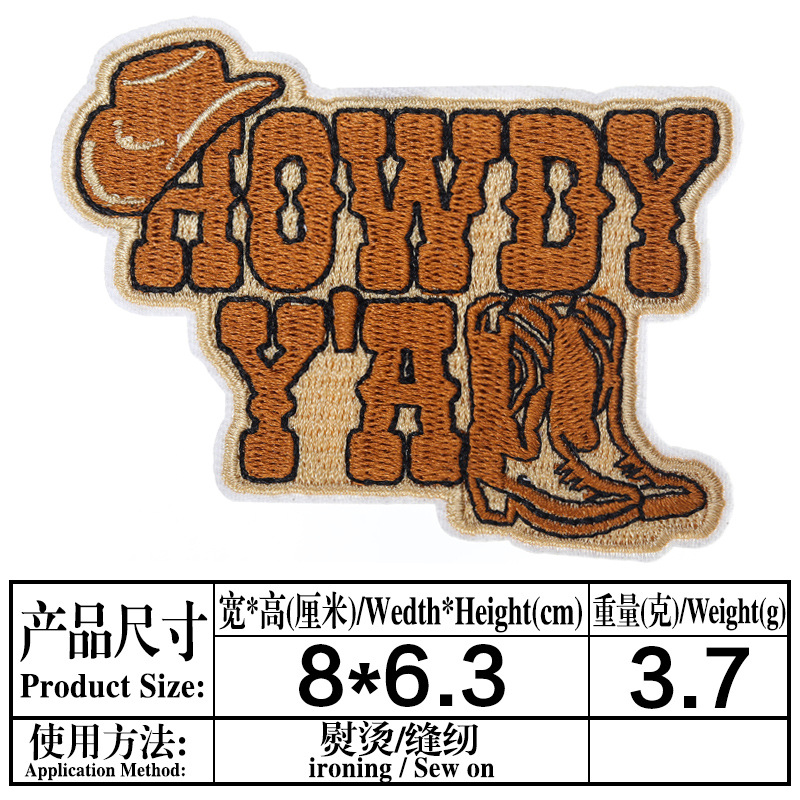 HOWDY
Y'A
产品尺寸
Product Size:
宽*高(厘米)/Wedth*Height(cm)
重量(克)/Weight(g)
8*6.3
3.7
使用方法:
Application Method:
熨烫/缝纫
ironing / Sew on